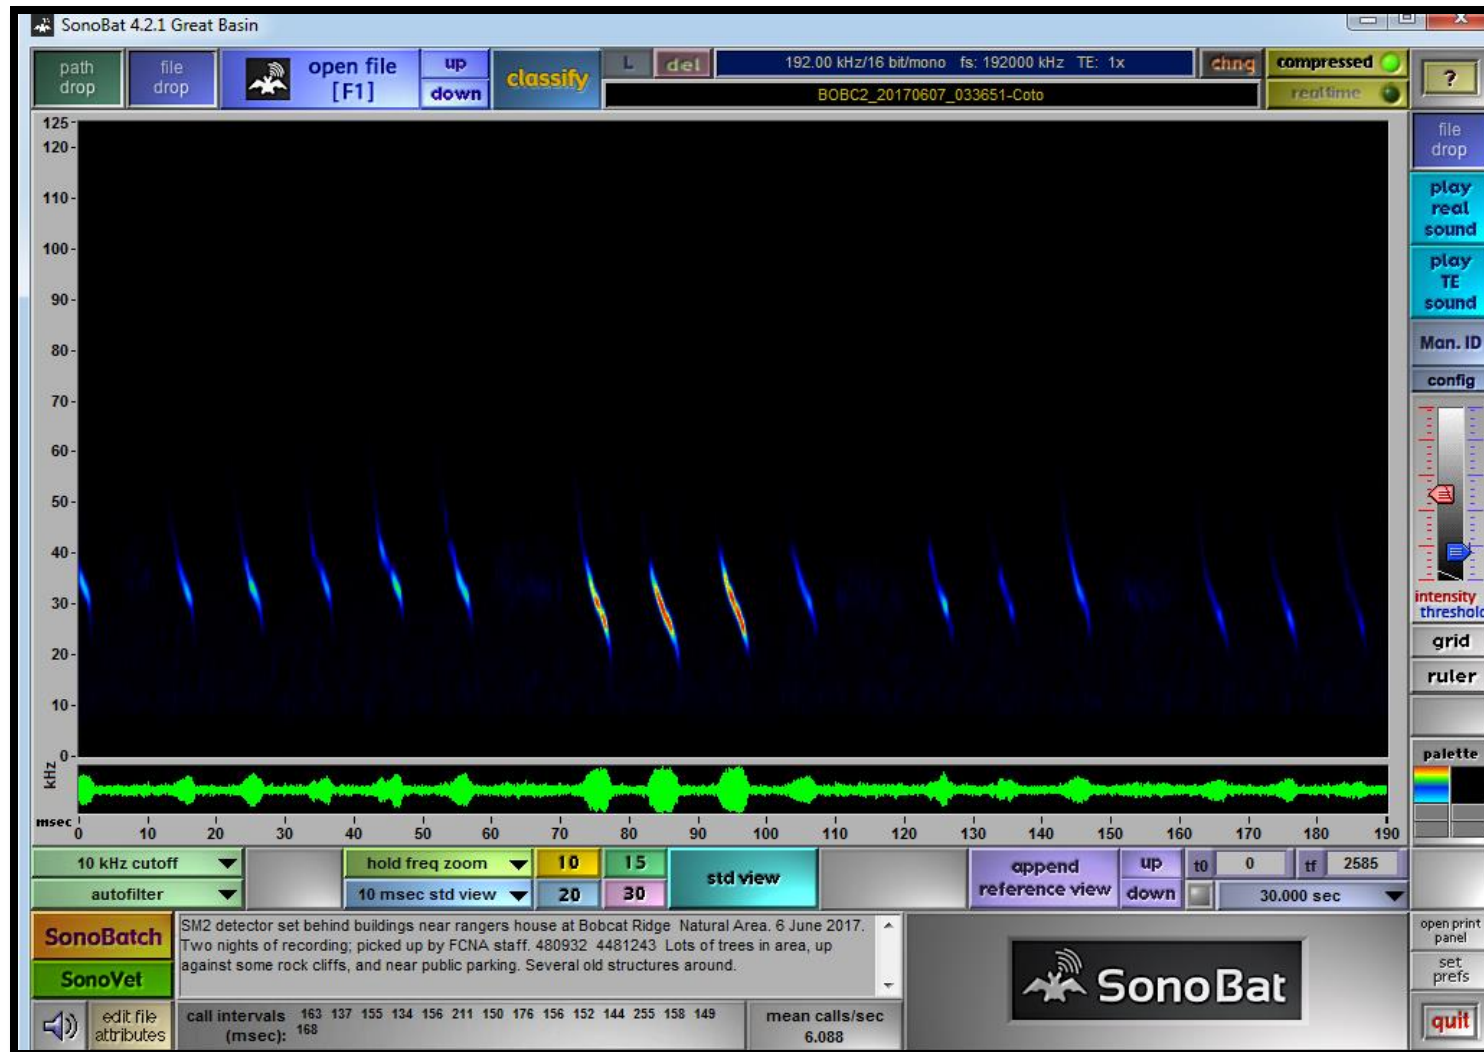 SonoBat 4.2.1 Great Basin
path drop
file drop
open file [F1]
up
down
classify
L
del
192.00 kHz/16 bit/mono fs: 192000 kHz TE: 1x
BOBC2_20170607_033651-Coto
chng
compressed
realtime
?
file drop
play real sound
play TE sound
Man. ID
config
intensity
threshold
grid
ruler
palette
125
120
110
100
90
80
70
60
50
40
30
20
10
0
kHz
msec 0 10 20 30 40 50 60 70 80 90 100 110 120 130 140 150 160 170 180 190
10 kHz cutoff
autofilter
hold freq zoom
10 msec std view
10 15
20 30
std view
append reference view
up
down
t0 0 tf 2585
30.000 sec
SonoBatch
SonoVet
SM2 detector set behind buildings near rangers house at Bobcat Ridge Natural Area. 6 June 2017.
Two nights of recording; picked up by FCNA staff. 480932 4481243 Lots of trees in area, up
against some rock cliffs, and near public parking. Several old structures around.
SonoBat
open print panel
set prefs
quit
edit file attributes
call intervals (msec): 163 137 155 134 156 211 150 176 156 152 144 255 158 149
168
mean calls/sec
6.088